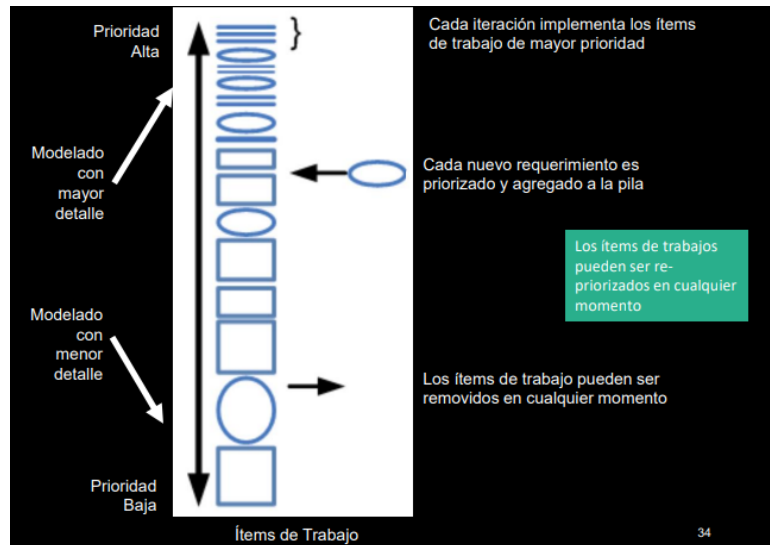 Prioridad
Alta
Cada iteración implementa los ítems
de trabajo de mayor prioridad
Modelado
con
mayor
detalle
Cada nuevo requerimiento es
priorizado y agregado a la pila
Los ítems de trabajos
pueden ser re-
priorizados en cualquier
momento
Modelado
con
menor
detalle
Los ítems de trabajo pueden ser
removidos en cualquier momento
Prioridad
Baja
Ítems de Trabajo
34